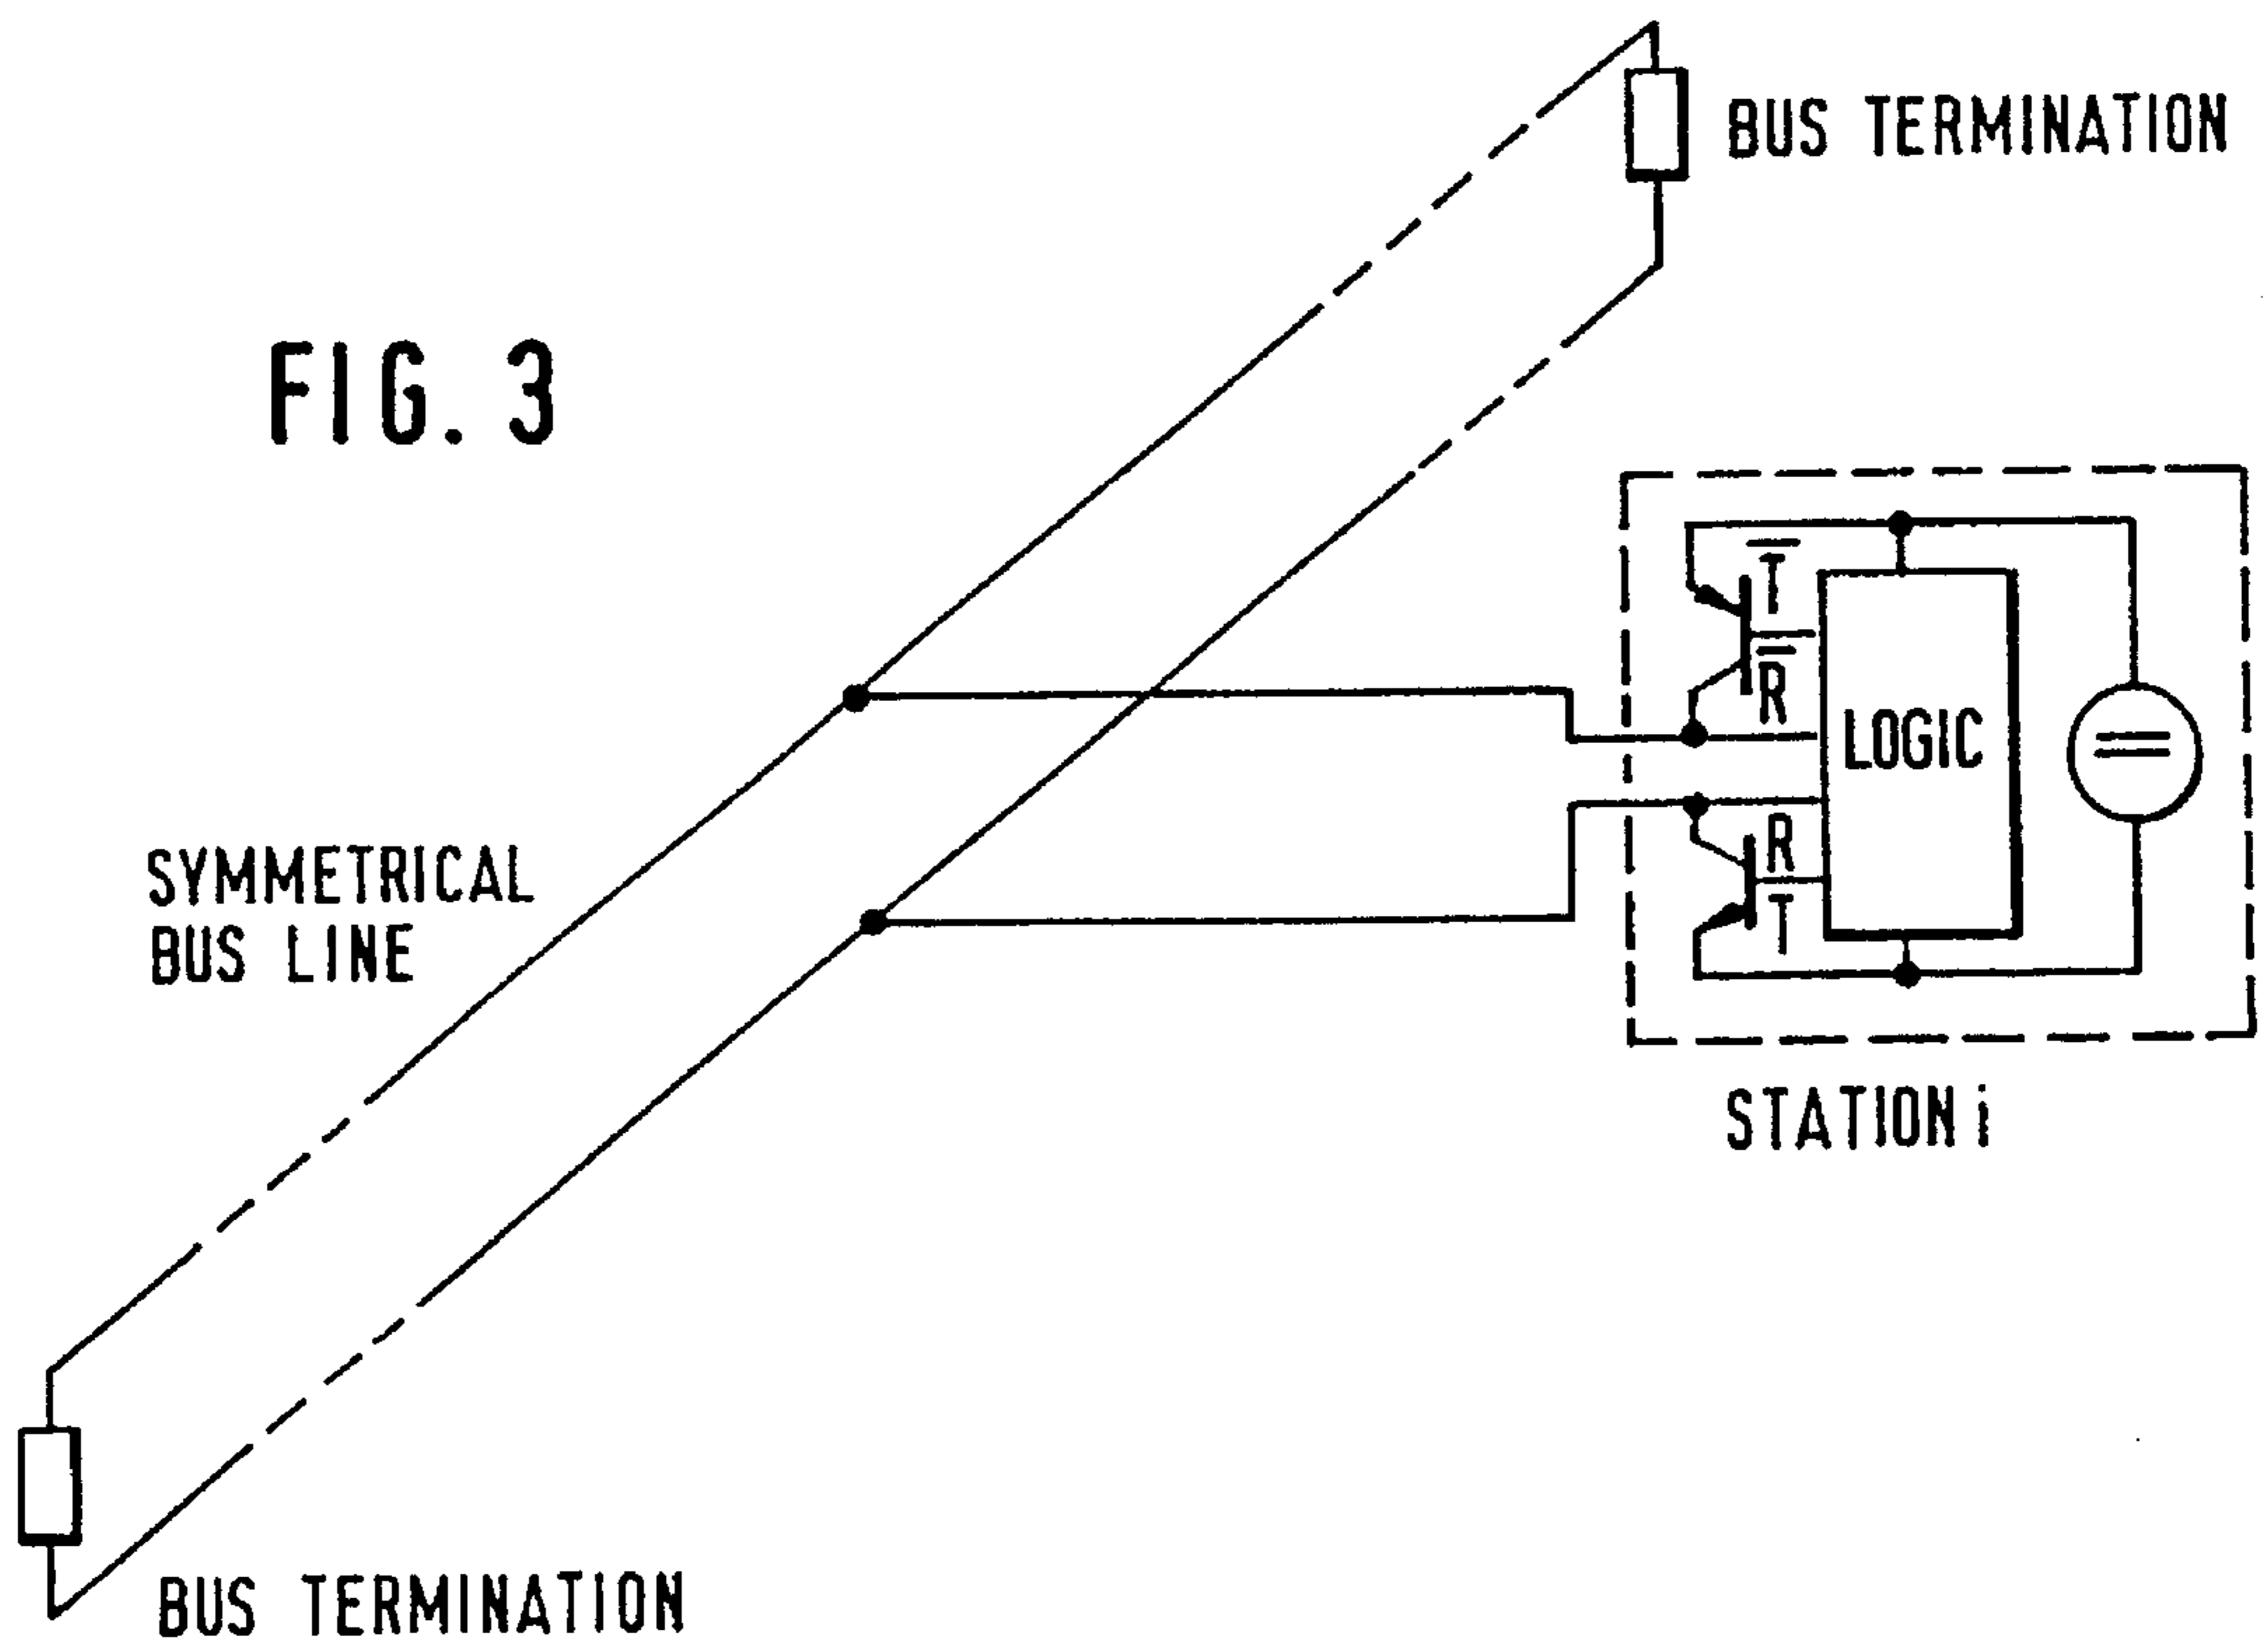 BUS TERMINATION
FIG. 3
T̅
R̅
LOGIC
R
T
SYMMETRICAL
BUS LINE
STATION i
BUS TERMINATION